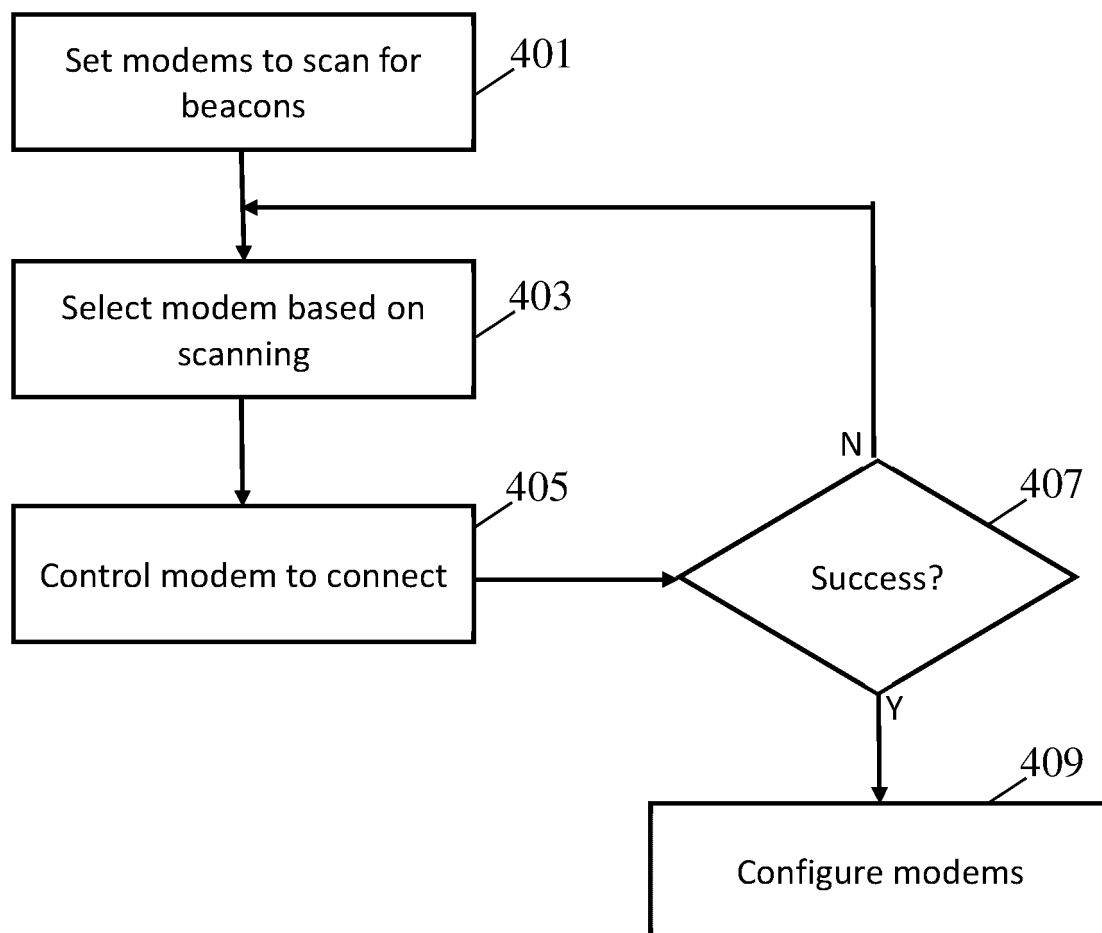 Set modems to scan for
beacons
401
Select modem based on
scanning
403
Control modem to connect
405
N
407
Success?
Y
409
Configure modems